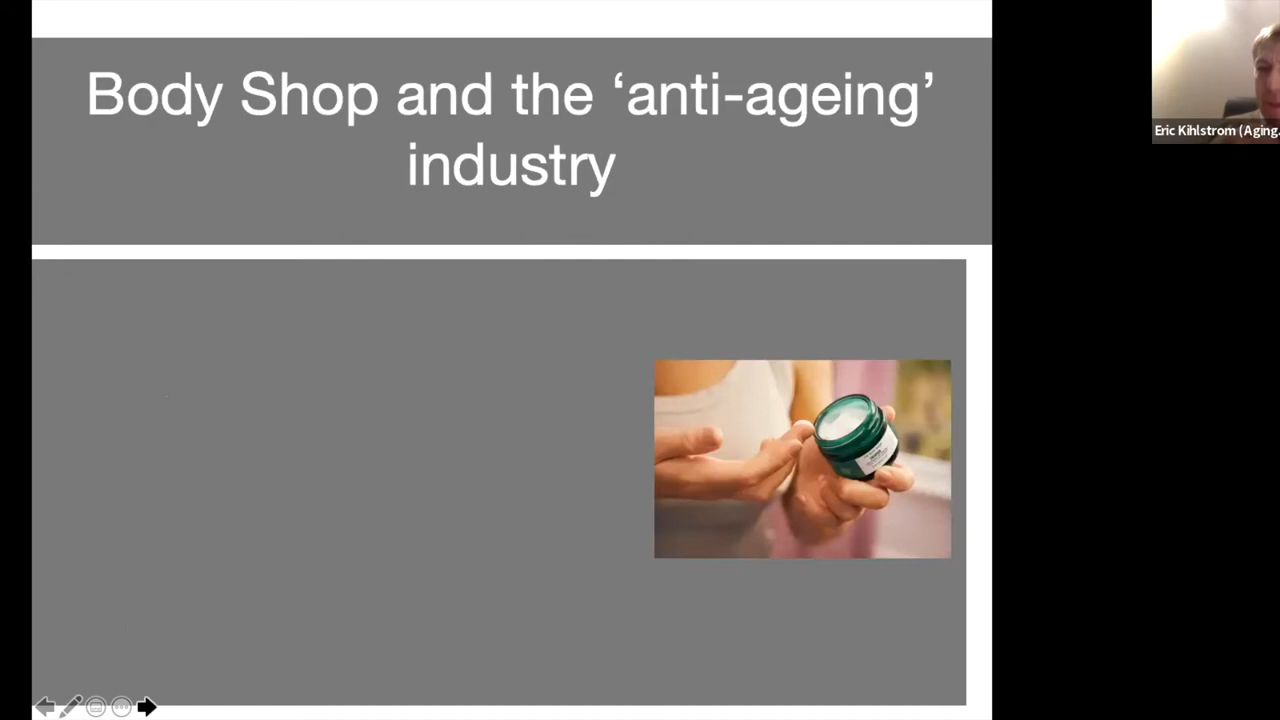 Body Shop and the ‘anti-ageing’
industry
Eric Kihlstrom (Aging.